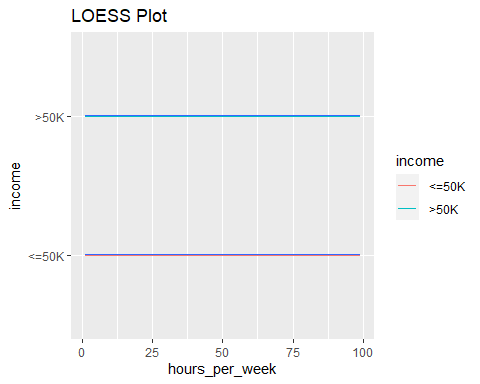 LOESS Plot
income
>50K
<=50K
0 25 50 75 100
hours_per_week
income
<=50K
>50K